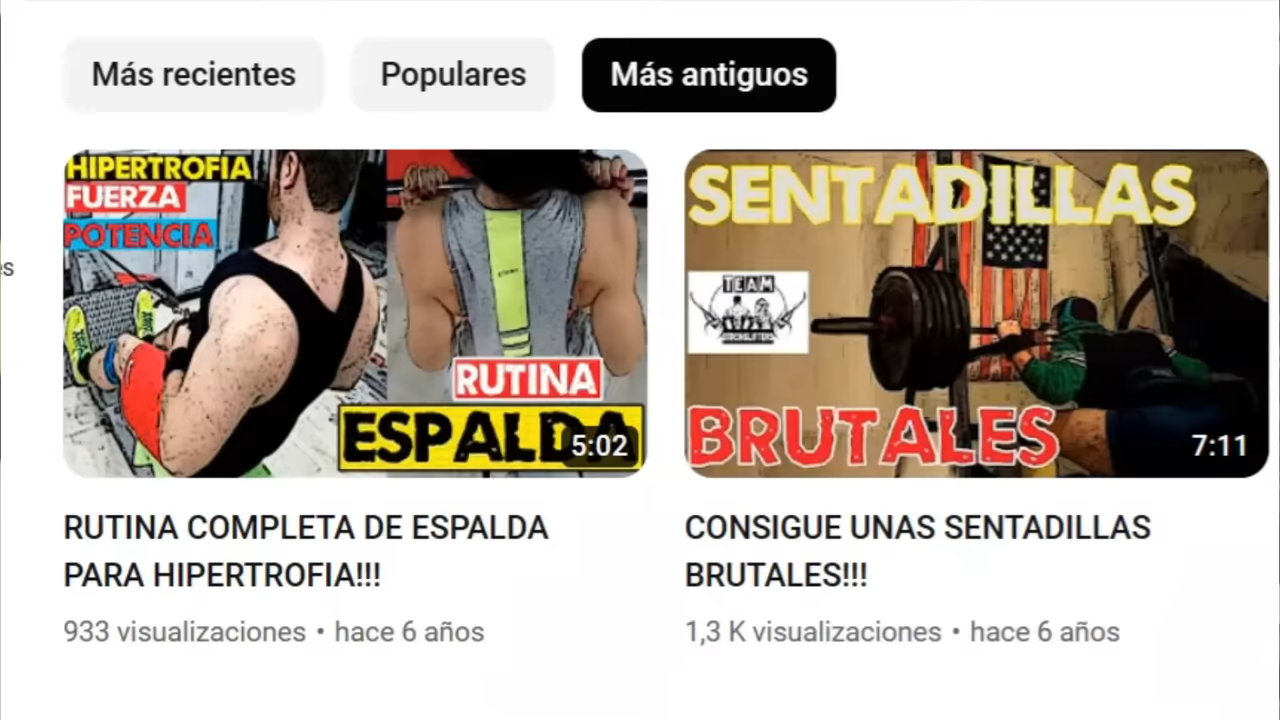 Más recientes
Populares
Más antiguos
HIPERTROFIA
FUERZA
POTENCIA
RUTINA
ESPALDA
5:02
SENTADILLAS
TEAM
BRUTALES
7:11
es
RUTINA COMPLETA DE ESPALDA
PARA HIPERTROFIA!!!
933 visualizaciones • hace 6 años
CONSIGUE UNAS SENTADILLAS
BRUTALES!!!
1,3 K visualizaciones • hace 6 años